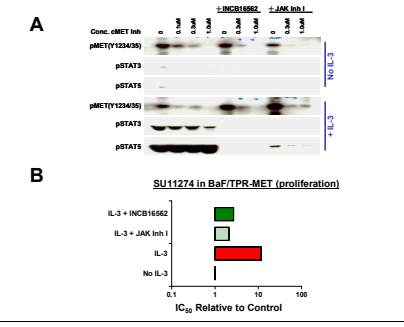 A
+ INCB16562 + JAK Inh I
Conc. cMET Inh 0 0.1uM 0.3uM 1.0uM 0 0.3uM 1.0uM 0 0.3uM 1.0uM
pMET(Y1234/35)
pSTAT3
pSTAT5
No IL-3
pMET(Y1234/35)
pSTAT3
pSTAT5
+ IL-3
B
SU11274 in BaF/TPR-MET (proliferation)
IL-3 + INCB16562
IL-3 + JAK Inh I
IL-3
No IL-3
0.1 1 10 100
IC50 Relative to Control